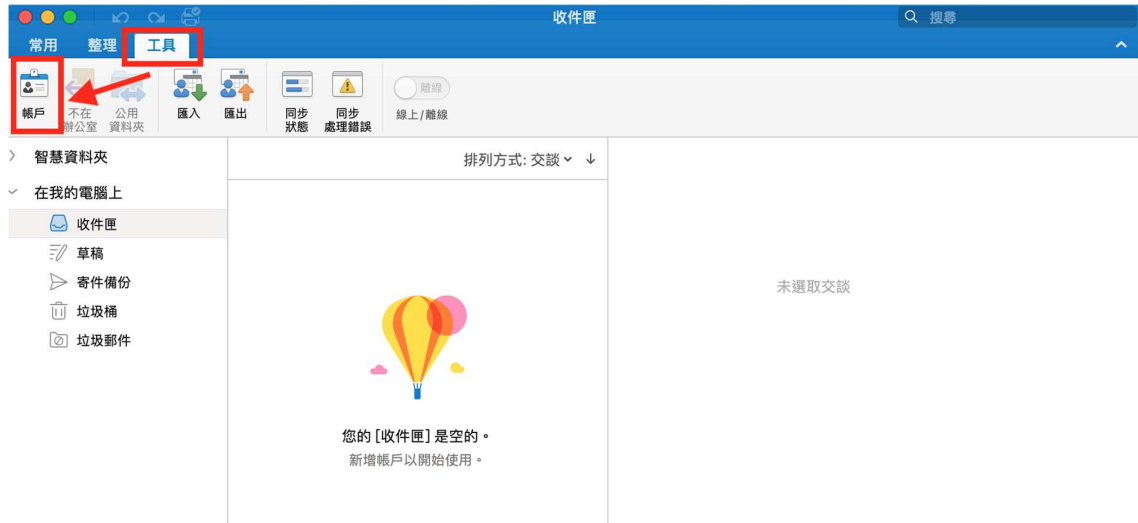 收件匣
搜尋
常用 整理 工具
離線
帳戶 不在 公用 匯入 匯出 同步 同步 線上/離線
辦公室 資料夾 狀態 處理錯誤
智慧資料夾
排列方式: 交談
在我的電腦上
收件匣
草稿
寄件備份
垃圾桶
垃圾郵件
未選取交談
您的 [收件匣] 是空的。
新增帳戶以開始使用。